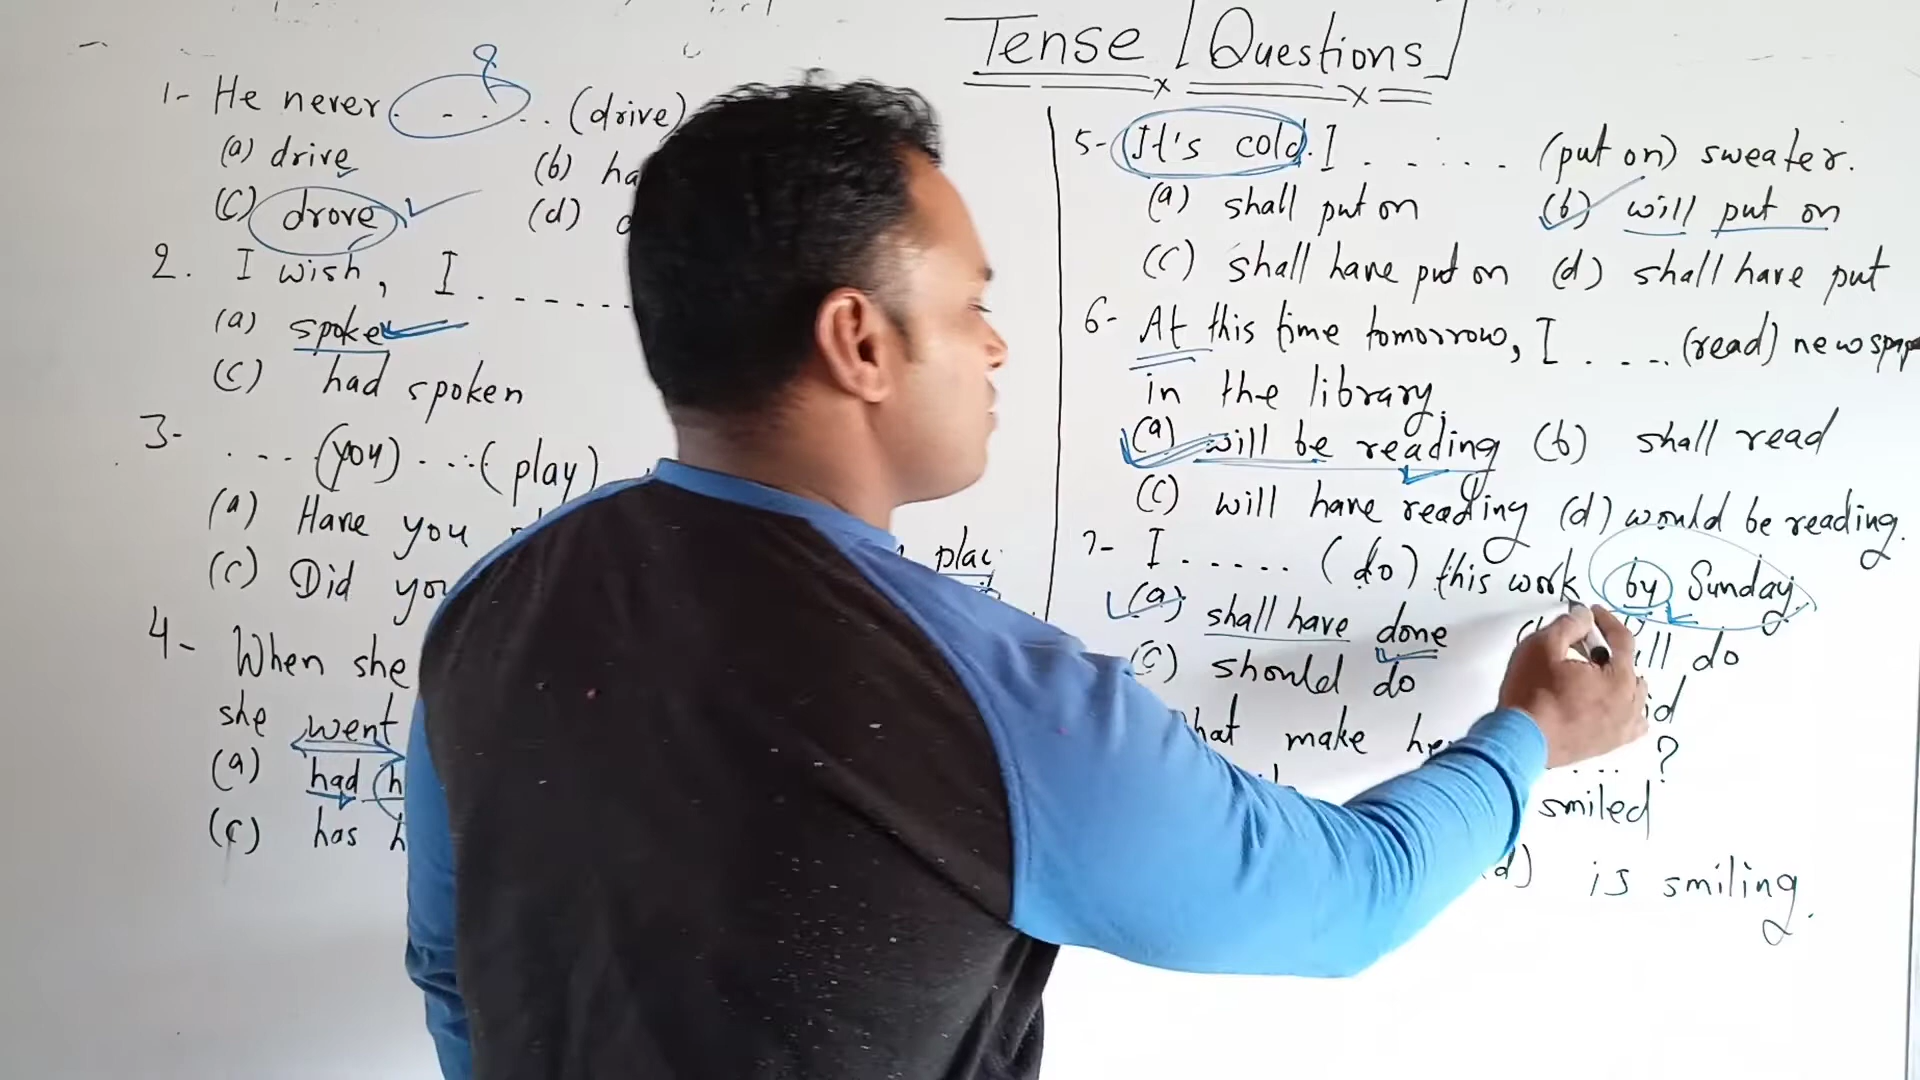 Tense [Questions]
1- He never ..... (drive)
(a) drive (b) ha
(c) drove (d)
2. I wish, I ......
(a) spoke
(c) had spoken
3- ... (you) ... (play)
(a) Have you
(c) Did you
4- When she
she went
(a) had h
(c) has h
5- It's cold. I ...... (put on) sweater.
(a) shall put on (b) will put on
(c) shall have put on (d) shall have put
6- At this time tomorrow, I .... (read) newspap
in the library.
(a) will be reading (b) shall read
(c) will have reading (d) would be reading.
7- I ...... (do) this work by Sunday.
(a) shall have done do
(c) should do
make ?
smiled
(d) is smiling.